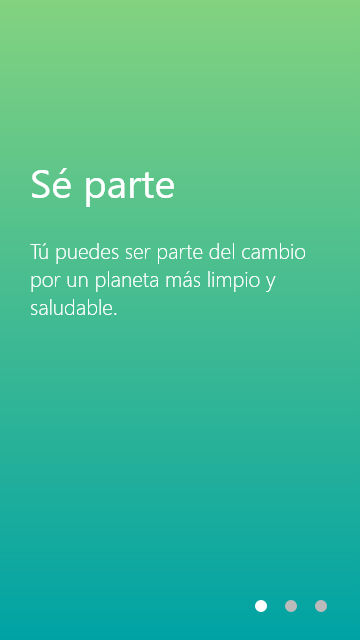 Sé parte
Tú puedes ser parte del cambio
por un planeta más limpio y
saludable.